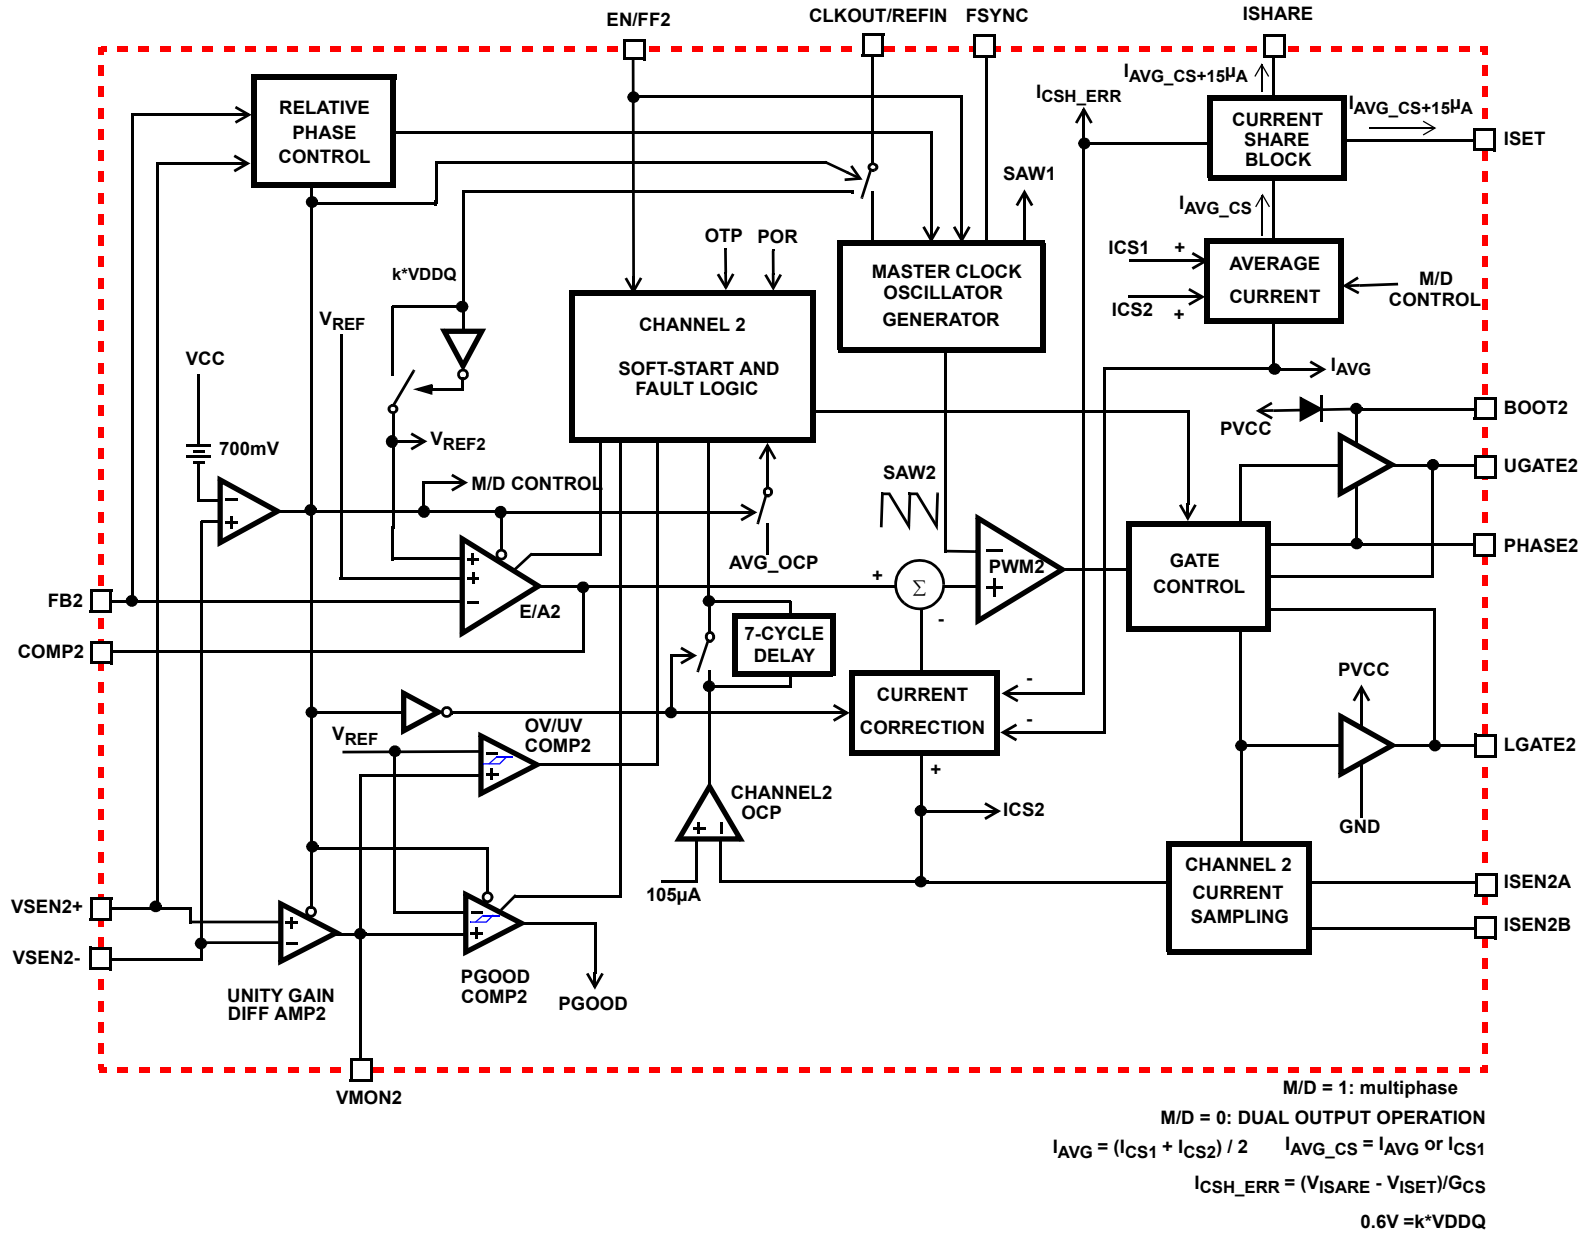 EN/FF2
CLKOUT/REFIN
FSYNC
ISHARE
IAVG_CS+15µA
ICSH_ERR
IAVG_CS+15µA
RELATIVE
PHASE
CONTROL
CURRENT
SHARE
BLOCK
ISET
SAW1
IAVG_CS
OTP
POR
ICS1
+
AVERAGE
CURRENT
ICS2
+
M/D
CONTROL
k*VDDQ
MASTER CLOCK
OSCILLATOR
GENERATOR
VREF
CHANNEL 2
SOFT-START AND
FAULT LOGIC
VCC
IAVG
BOOT2
PVCC
700mV
VREF2
UGATE2
SAW2
M/D CONTROL
−
+
PHASE2
AVG_OCP
−
PWM2
+
GATE
CONTROL
+
+
−
E/A2
+
Σ
-
FB2
COMP2
7-CYCLE
DELAY
CURRENT
CORRECTION
-
-
+
PVCC
VREF
OV/UV
COMP2
−
+
LGATE2
CHANNEL2
OCP
+
−
ICS2
GND
105µA
CHANNEL 2
CURRENT
SAMPLING
ISEN2A
ISEN2B
VSEN2+
VSEN2-
+
−
−
+
UNITY GAIN
DIFF AMP2
PGOOD
COMP2
PGOOD
VMON2
M/D = 1: multiphase
M/D = 0: DUAL OUTPUT OPERATION
IAVG = (ICS1 + ICS2) / 2 IAVG_CS = IAVG or ICS1
ICSH_ERR = (VISARE - VISET)/GCS
0.6V =k*VDDQ